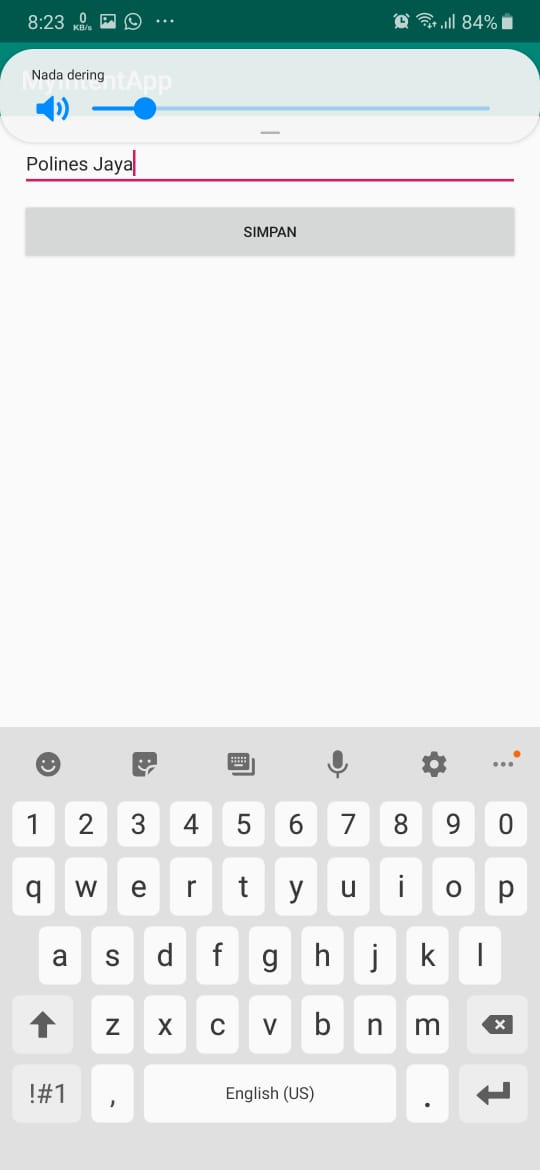 8:23 0 KB/s 84%
Nada dering
MyIntentApp
Polines Jaya
SIMPAN
1 2 3 4 5 6 7 8 9 0
q w e r t y u i o p
a s d f g h j k l
z x c v b n m
!#1 , English (US) .